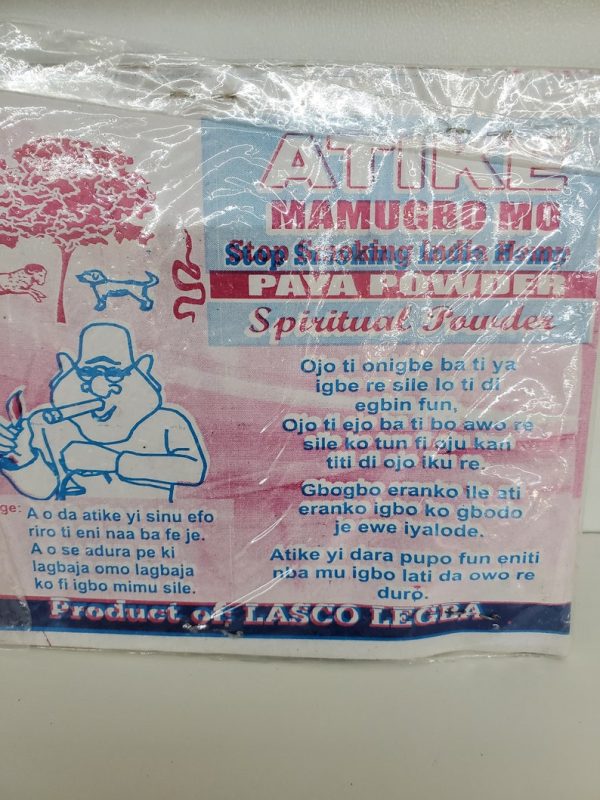 ATIKE
MAMUGBO MO
Stop Smoking India Hemp
PAYA POWDER
Spiritual Powder
Ojo ti onigbe ba ti ya
igbe re sile lo ti di
egbin fun,
Ojo ti ejo ba ti bo awo re
sile ko tun fi oju kan
titi di ojo iku re.
Gbogbo eranko ile ati
eranko igbo ko gbodo
je ewe iyalode.
Atike yi dara pupo fun eniti
nba mu igbo lati da owo re
duro.
ge: A o da atike yi sinu efo
riro ti eni naa ba fe je.
A o se adura pe ki
lagbaja omo lagbaja
ko fi igbo mimu sile.
Product of: LASCO LEGBA